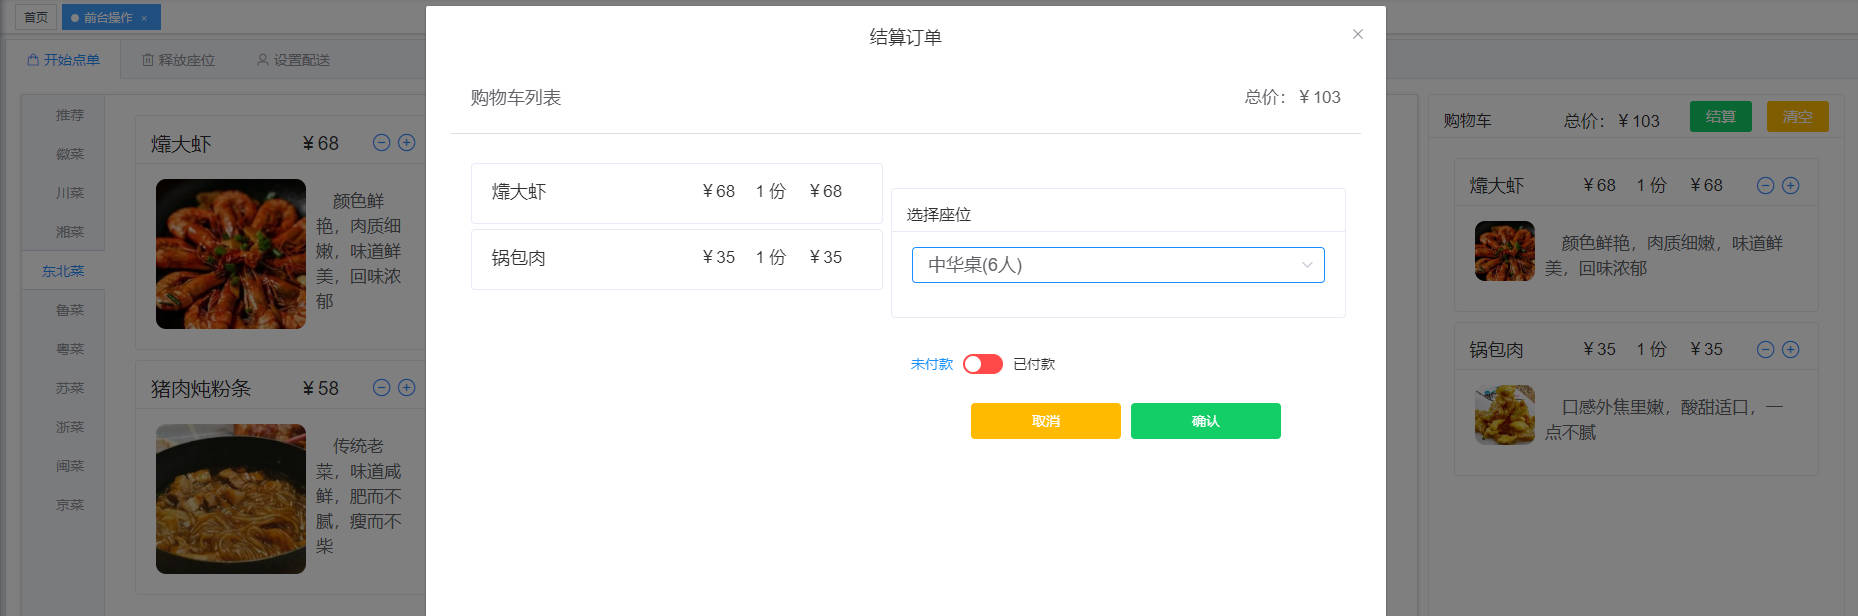 首页
前台操作 ×
开始点单
释放座位
设置配送
推荐
徽菜
川菜
湘菜
东北菜
鲁菜
粤菜
苏菜
浙菜
闽菜
京菜
¥ 68
颜色鲜
艳，肉质细
嫩，味道鲜
美，回味浓
郁
猪肉炖粉条 ¥ 58
传统老
菜，味道咸
鲜，肥而不
腻，瘦而不
柴
结算订单
购物车列表 总价：¥ 103
大虾 ¥ 68 1 份 ¥ 68
锅包肉 ¥ 35 1 份 ¥ 35
选择座位
中华桌(6人)
未付款 已付款
取消 确认
购物车 总价：¥ 103 结算 清空
大虾 ¥ 68 1 份 ¥ 68
颜色鲜艳，肉质细嫩，味道鲜
美，回味浓郁
锅包肉 ¥ 35 1 份 ¥ 35
口感外焦里嫩，酸甜适口，一
点不腻